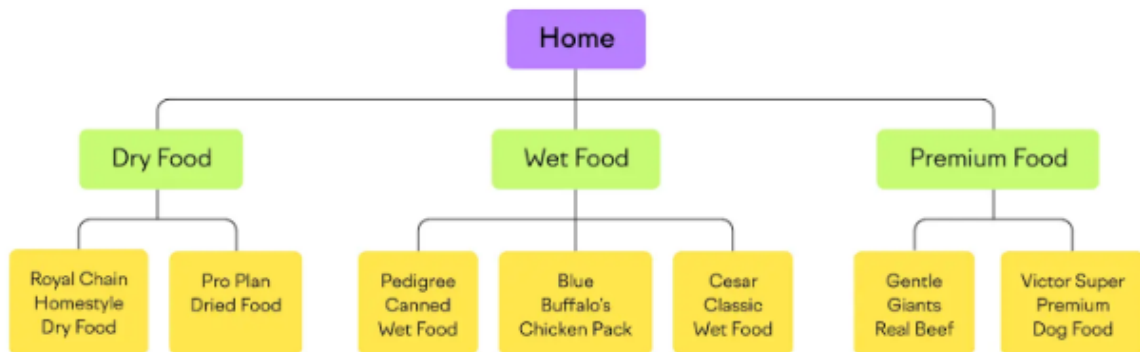 Home
Dry Food
Wet Food
Premium Food
Royal Chain
Homestyle
Dry Food
Pro Plan
Dried Food
Pedigree
Canned
Wet Food
Blue
Buffalo's
Chicken Pack
Cesar
Classic
Wet Food
Gentle
Giants
Real Beef
Victor Super
Premium
Dog Food